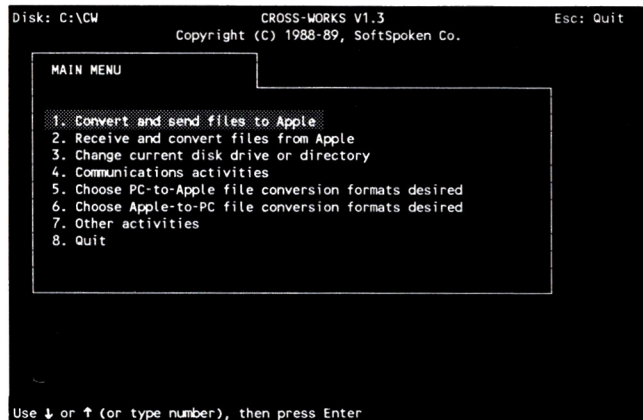 Disk: C:\CW CROSS-WORKS V1.3 Esc: Quit
Copyright (C) 1988-89, SoftSpoken Co.
MAIN MENU
1. Convert and send files to Apple
2. Receive and convert files from Apple
3. Change current disk drive or directory
4. Communications activities
5. Choose PC-to-Apple file conversion formats desired
6. Choose Apple-to-PC file conversion formats desired
7. Other activities
8. Quit
Use ↓ or ↑ (or type number), then press Enter